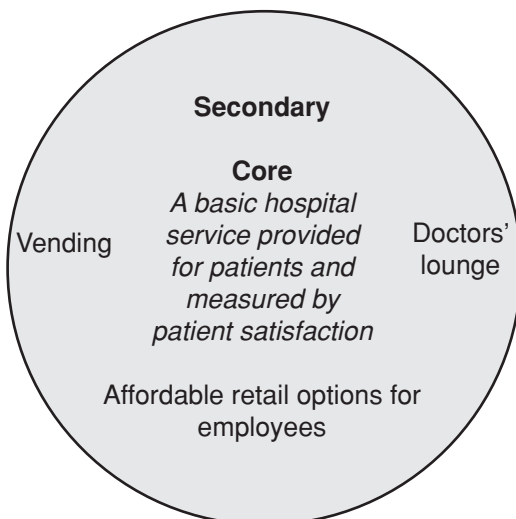 Secondary
Core
A basic hospital
service provided
for patients and
measured by
patient satisfaction
Vending
Doctors’
lounge
Affordable retail options for
employees